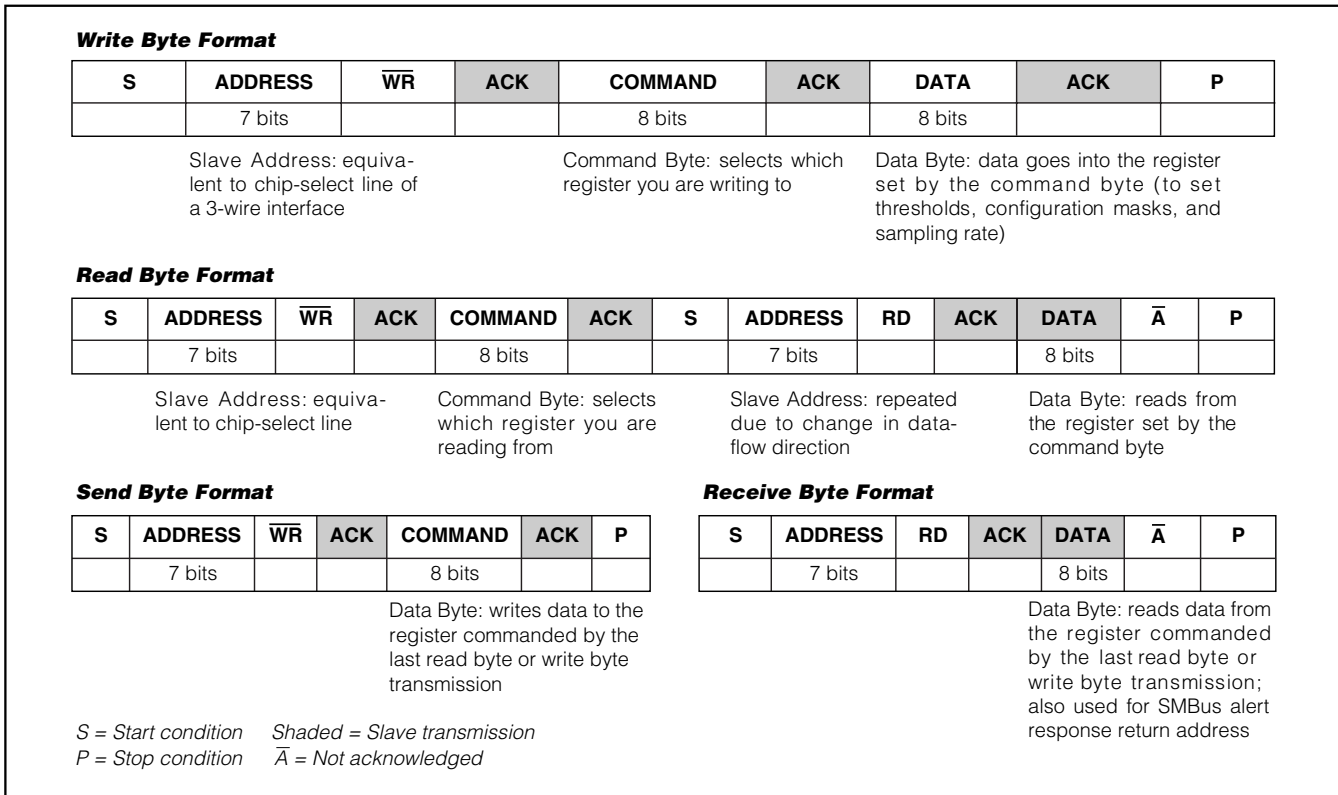 Write Byte Format
S ADDRESS W̅R̅ ACK COMMAND ACK DATA ACK P
7 bits 8 bits 8 bits
Slave Address: equiva-
lent to chip-select line of
a 3-wire interface
Command Byte: selects which
register you are writing to
Data Byte: data goes into the register
set by the command byte (to set
thresholds, configuration masks, and
sampling rate)
Read Byte Format
S ADDRESS W̅R̅ ACK COMMAND ACK S ADDRESS RD ACK DATA A̅ P
7 bits 8 bits 7 bits 8 bits
Slave Address: equiva-
lent to chip-select line
Command Byte: selects
which register you are
reading from
Slave Address: repeated
due to change in data-
flow direction
Data Byte: reads from
the register set by the
command byte
Send Byte Format
S ADDRESS W̅R̅ ACK COMMAND ACK P
7 bits 8 bits
Data Byte: writes data to the
register commanded by the
last read byte or write byte
transmission
Receive Byte Format
S ADDRESS RD ACK DATA A̅ P
7 bits 8 bits
Data Byte: reads data from
the register commanded
by the last read byte or
write byte transmission;
also used for SMBus alert
response return address
S = Start condition Shaded = Slave transmission
P = Stop condition A̅ = Not acknowledged